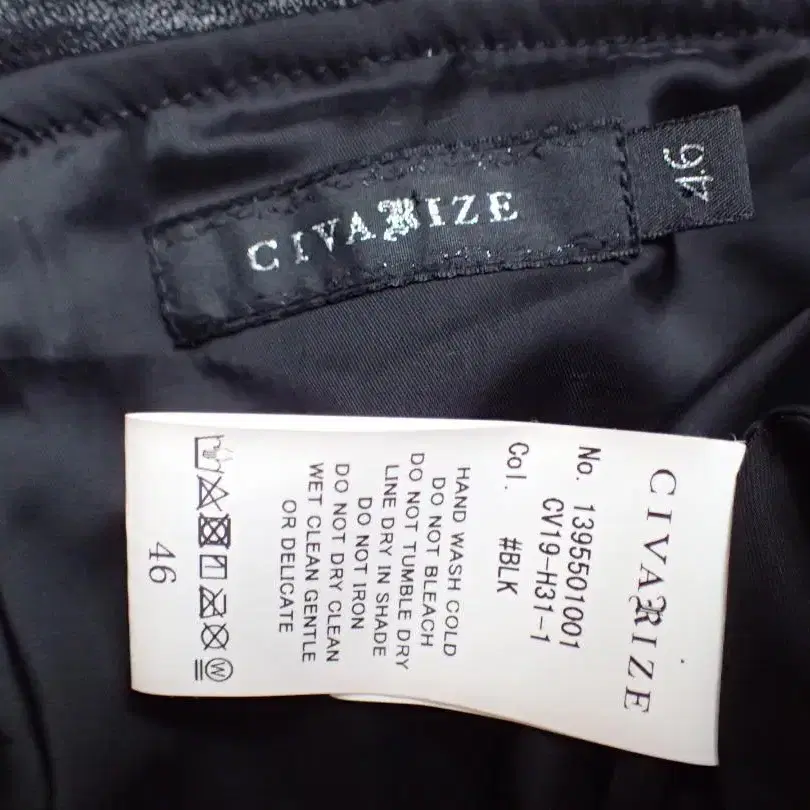 CIVARIZE
46
CIVARIZE
No. 1395501001
CV19-H31-1
Col. #BLK
HAND WASH COLD
DO NOT BLEACH
DO NOT TUMBLE DRY
LINE DRY IN SHADE
DO NOT IRON
DO NOT DRY CLEAN
WET CLEAN GENTLE
OR DELICATE
W
46